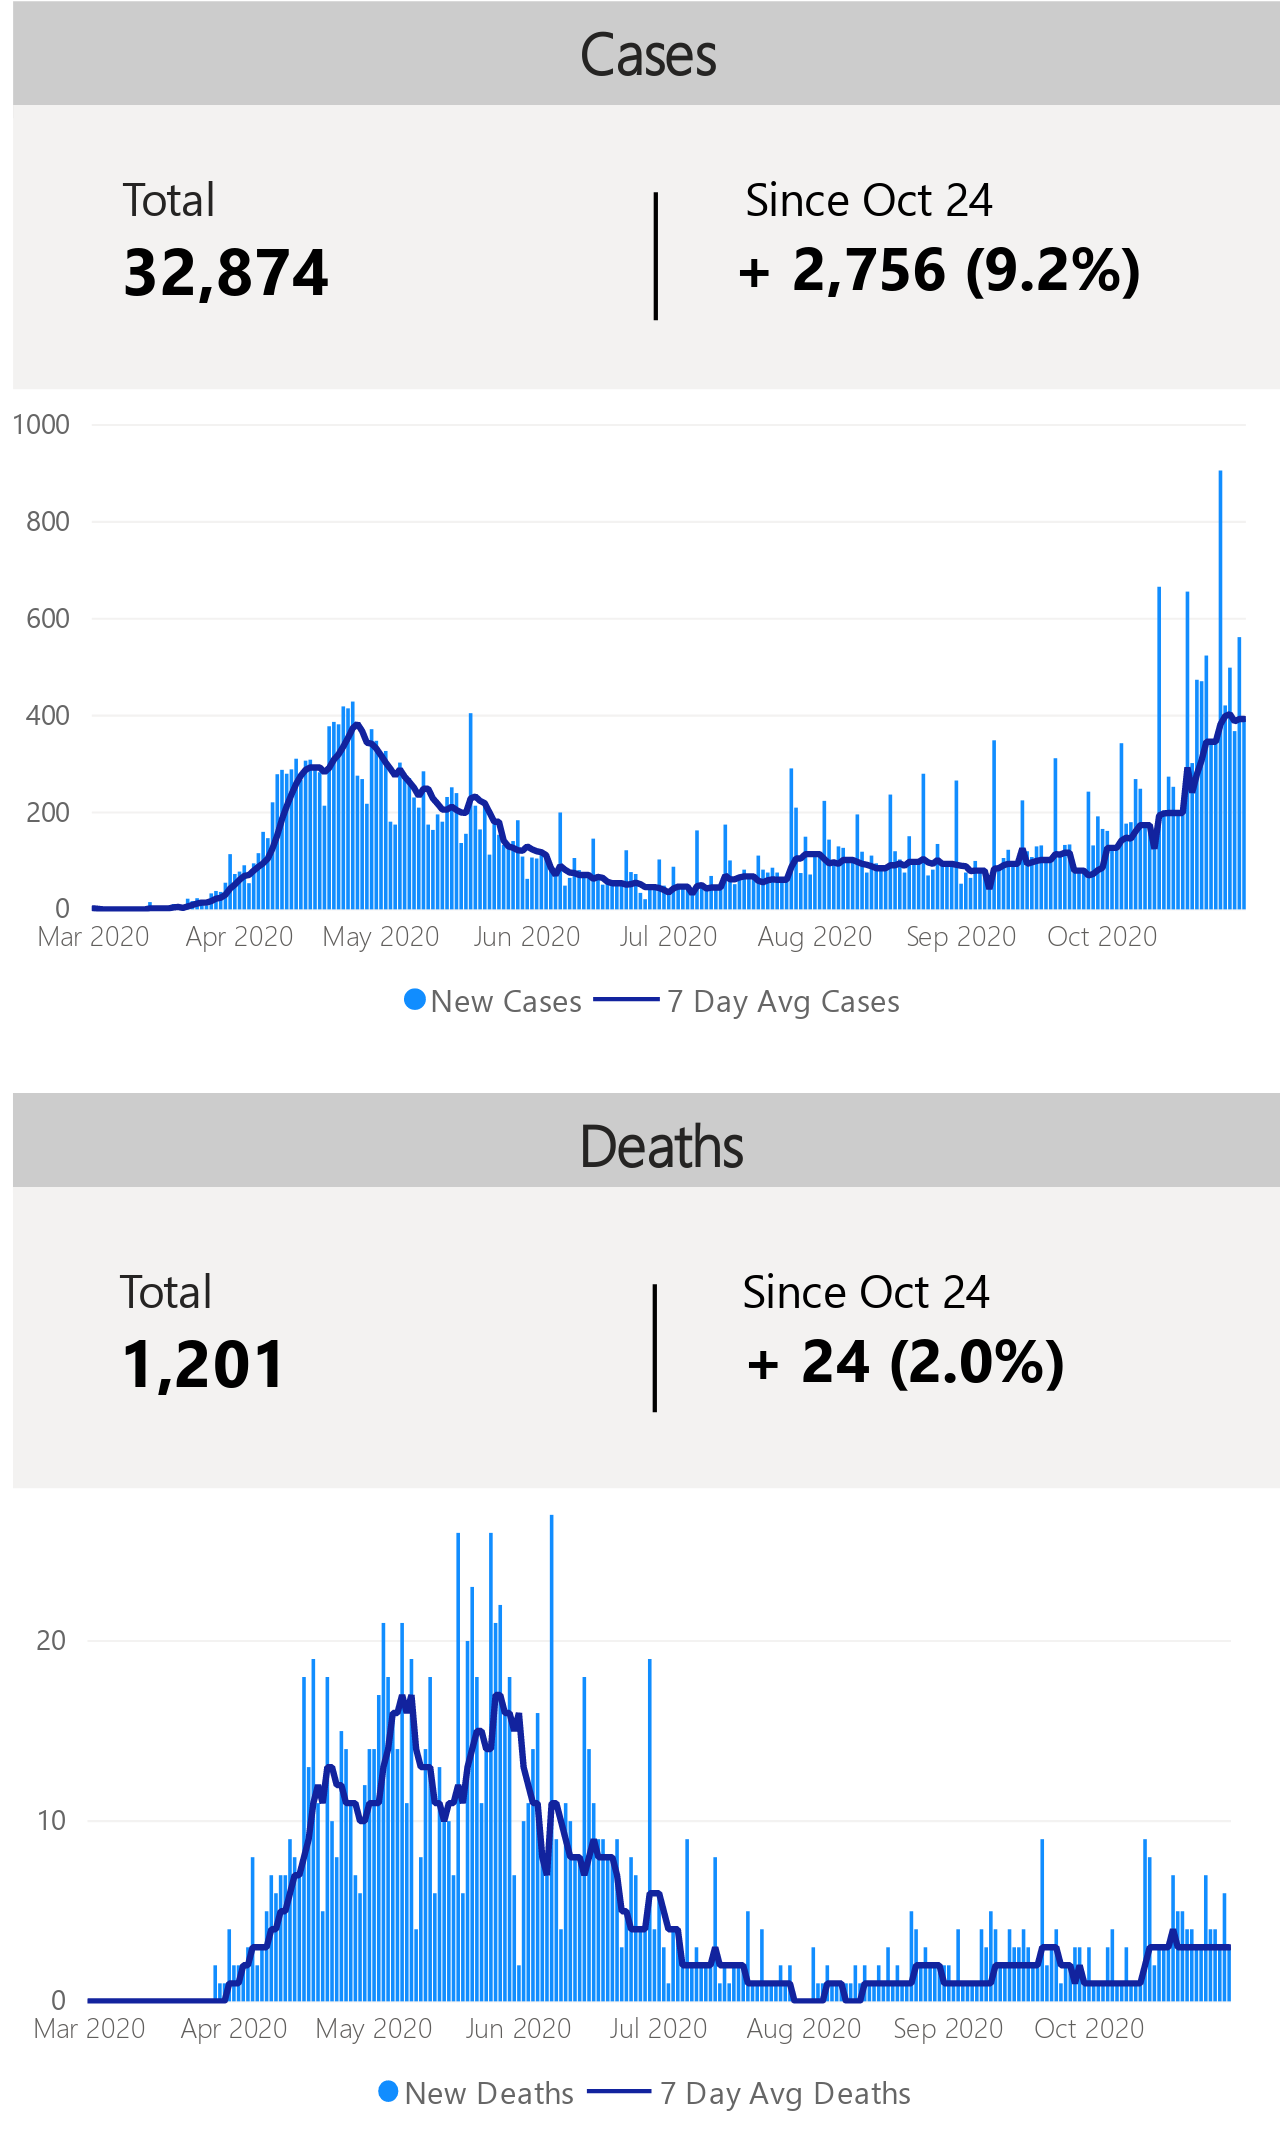 Cases
Total
Since Oct 24
32,874
+ 2,756 (9.2%)
1000
800
600
400
200
0
Mar 2020 Apr 2020 May 2020 Jun 2020 Jul 2020 Aug 2020 Sep 2020 Oct 2020
New Cases 7 Day Avg Cases
Deaths
Total
Since Oct 24
1,201
+ 24 (2.0%)
20
10
0
Mar 2020 Apr 2020 May 2020 Jun 2020 Jul 2020 Aug 2020 Sep 2020 Oct 2020
New Deaths 7 Day Avg Deaths